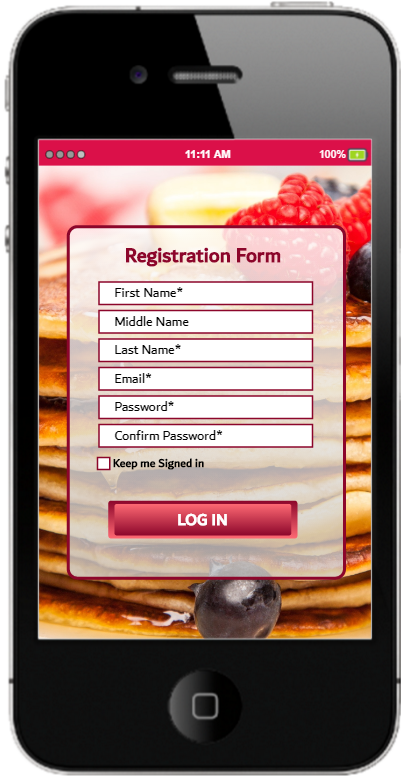 11:11 AM 100%
Registration Form
First Name*
Middle Name
Last Name*
Email*
Password*
Confirm Password*
Keep me Signed in
LOG IN